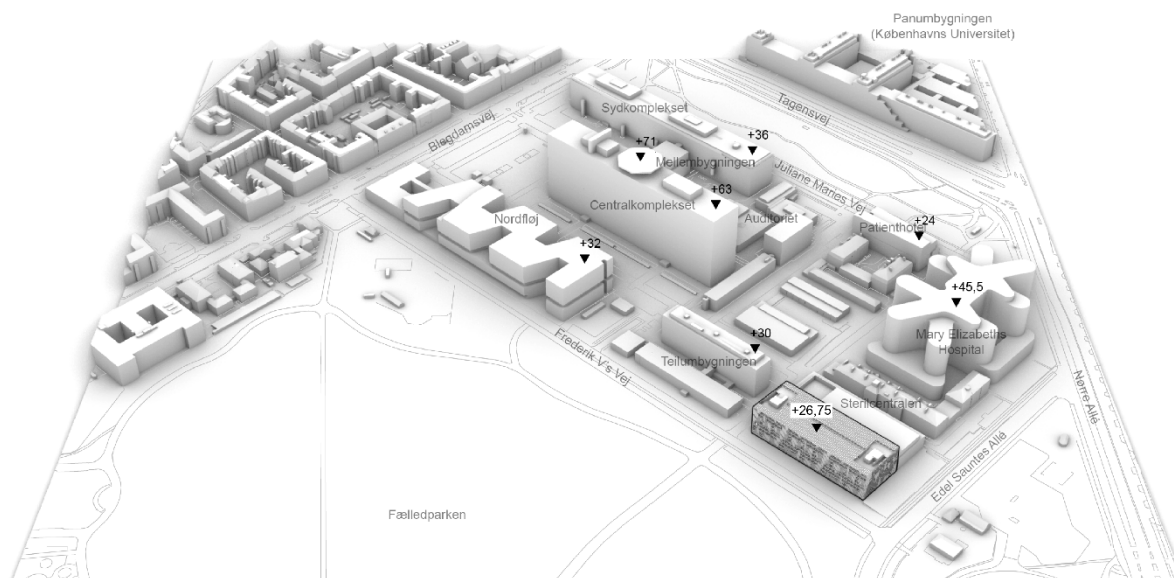 Panumbygningen
(Københavns Universitet)
Tagensvej
Sydkomplekset
Blegdamsvej
+36
+71
Mellembygningen
Juliane Maries Vej
+63
Centralkomplekset
Auditoriet
Nordfløj
+24
Patienthotel
+32
+45,5
Mary Elizabeths
Hospital
+30
Teilumbygningen
Frederik V's Vej
Nørre Allé
Sterilcentralen
+26,75
Edel Sauntes Allé
Fælledparken